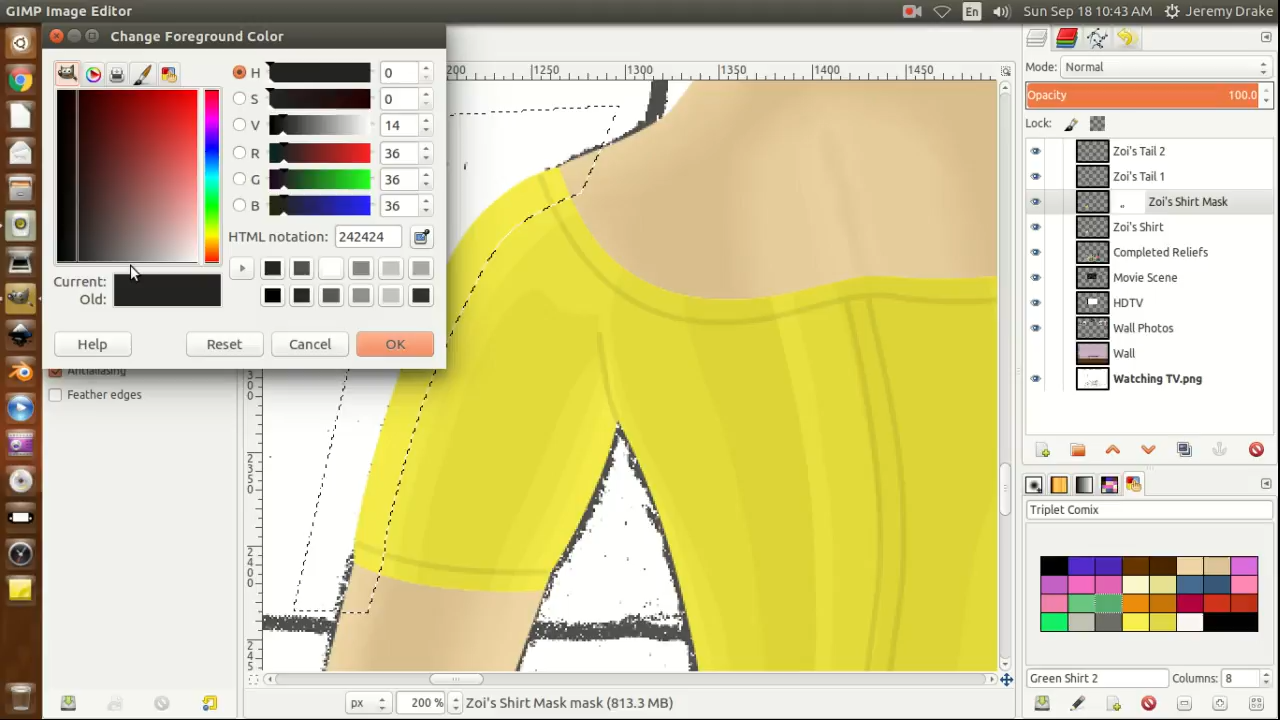 GIMP Image Editor
En
Sun Sep 18 10:43 AM
Jeremy Drake
Change Foreground Color
H 0
S 0
V 14
R 36
G 36
B 36
HTML notation: 242424
Current:
Old:
Help
Reset
Cancel
OK
Antialiasing
Feather edges
200
1250
1300
1350
1400
1450
px
200 %
Zoi's Shirt Mask mask (813.3 MB)
Mode: Normal
Opacity 100.0
Lock:
Zoi's Tail 2
Zoi's Tail 1
Zoi's Shirt Mask
Zoi's Shirt
Completed Reliefs
Movie Scene
HDTV
Wall Photos
Wall
Watching TV.png
Triplet Comix
Green Shirt 2
Columns: 8